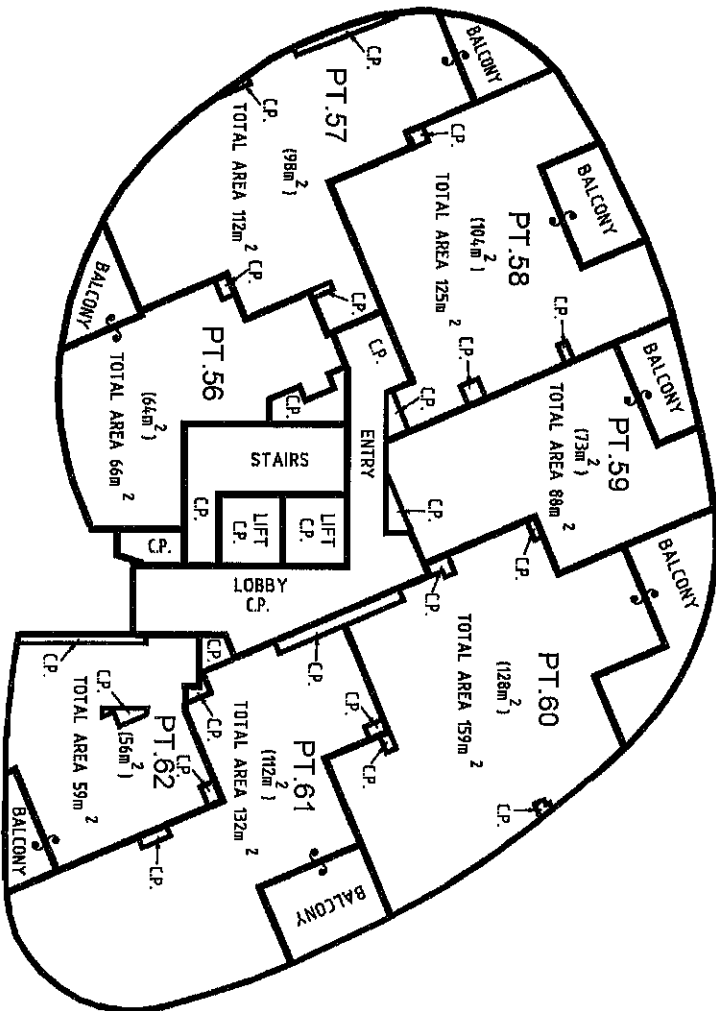 BALCONY
C.P.
PT.57
(98m²)
TOTAL AREA 112m²
C.P.
C.P.
BALCONY
PT.58
(104m²)
TOTAL AREA 125m²
C.P.
C.P.
C.P.
C.P.
BALCONY
C.P.
PT.56
(64m²)
TOTAL AREA 66m²
C.P.
C.P.
BALCONY
PT.59
(73m²)
TOTAL AREA 88m²
C.P.
C.P.
ENTRY
STAIRS
C.P.
LIFT
C.P.
LIFT
C.P.
C.P.
LOBBY
C.P.
C.P.
C.P.
BALCONY
PT.60
(128m²)
TOTAL AREA 159m²
C.P.
C.P.
C.P.
C.P.
PT.61
(112m²)
TOTAL AREA 132m²
C.P.
C.P.
BALCONY
C.P.
C.P.
PT.62
(56m²)
TOTAL AREA 59m²
C.P.
C.P.
BALCONY